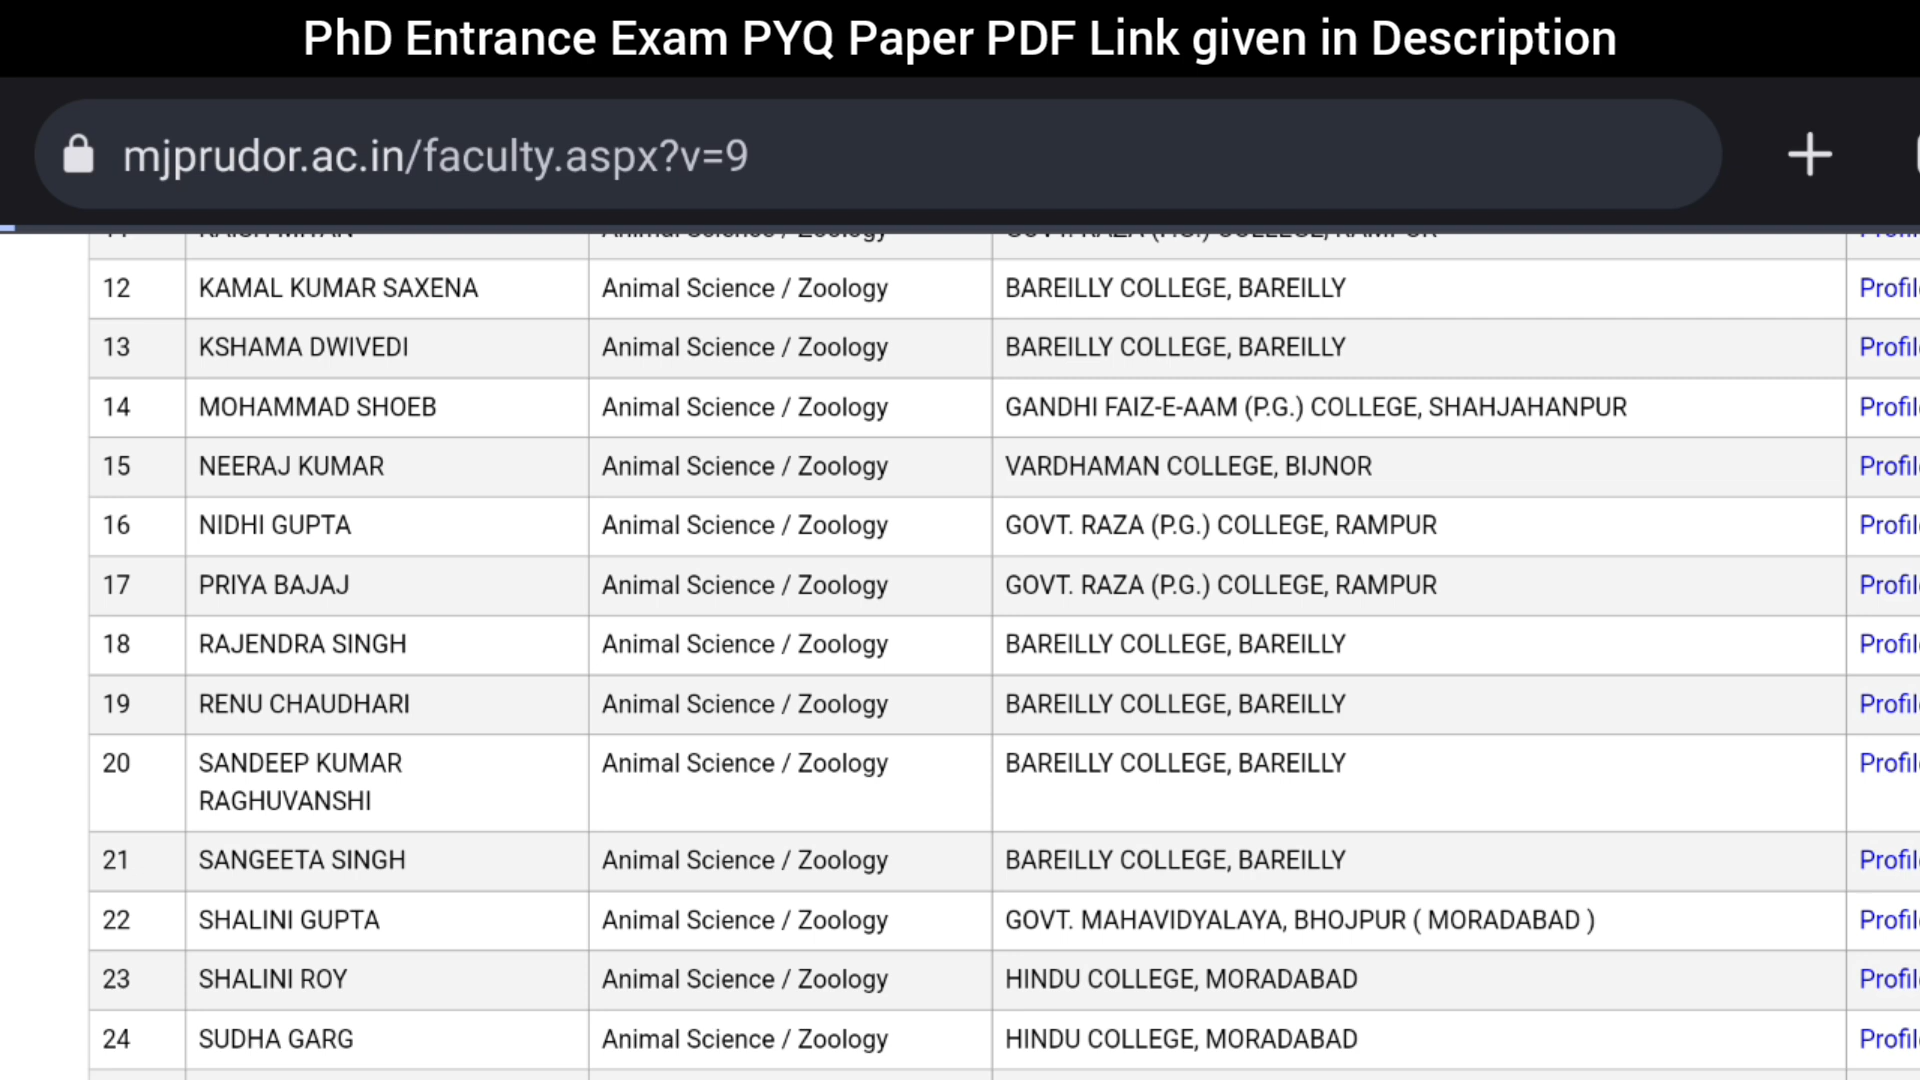 PhD Entrance Exam PYQ Paper PDF Link given in Description
mjprudor.ac.in/faculty.aspx?v=9
12 KAMAL KUMAR SAXENA Animal Science / Zoology BAREILLY COLLEGE, BAREILLY
13 KSHAMA DWIVEDI Animal Science / Zoology BAREILLY COLLEGE, BAREILLY
14 MOHAMMAD SHOEB Animal Science / Zoology GANDHI FAIZ-E-AAM (P.G.) COLLEGE, SHAHJAHANPUR
15 NEERAJ KUMAR Animal Science / Zoology VARDHAMAN COLLEGE, BIJNOR
16 NIDHI GUPTA Animal Science / Zoology GOVT. RAZA (P.G.) COLLEGE, RAMPUR
17 PRIYA BAJAJ Animal Science / Zoology GOVT. RAZA (P.G.) COLLEGE, RAMPUR
18 RAJENDRA SINGH Animal Science / Zoology BAREILLY COLLEGE, BAREILLY
19 RENU CHAUDHARI Animal Science / Zoology BAREILLY COLLEGE, BAREILLY
20 SANDEEP KUMAR Animal Science / Zoology BAREILLY COLLEGE, BAREILLY
RAGHUVANSHI
21 SANGEETA SINGH Animal Science / Zoology BAREILLY COLLEGE, BAREILLY
22 SHALINI GUPTA Animal Science / Zoology GOVT. MAHAVIDYALAYA, BHOJPUR ( MORADABAD )
23 SHALINI ROY Animal Science / Zoology HINDU COLLEGE, MORADABAD
24 SUDHA GARG Animal Science / Zoology HINDU COLLEGE, MORADABAD